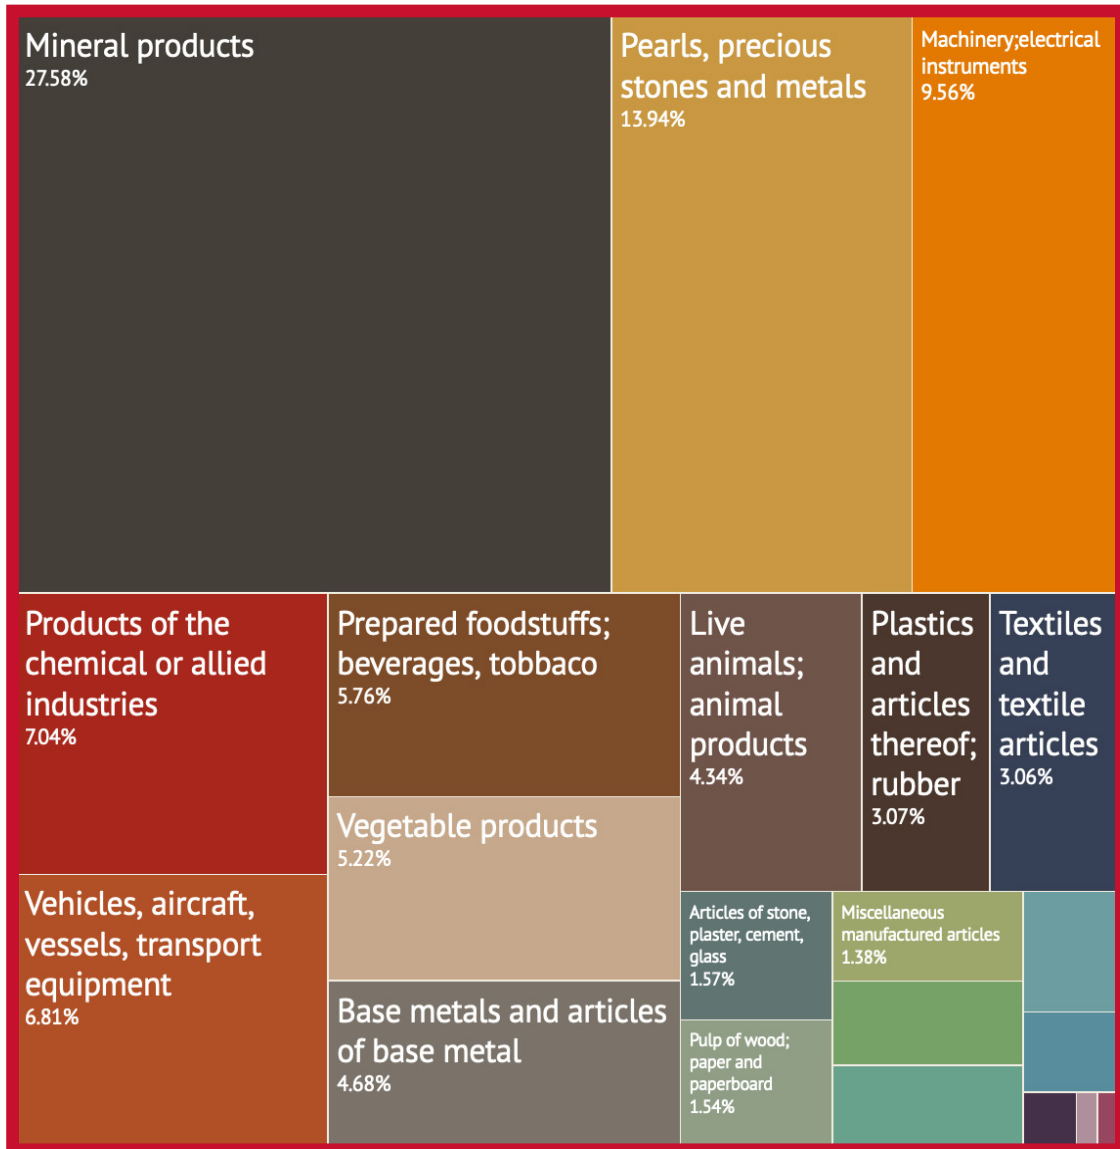 Mineral products
27.58%
Pearls, precious
stones and metals
13.94%
Machinery;electrical
instruments
9.56%
Products of the
chemical or allied
industries
7.04%
Vehicles, aircraft,
vessels, transport
equipment
6.81%
Prepared foodstuffs;
beverages, tobbaco
5.76%
Vegetable products
5.22%
Base metals and articles
of base metal
4.68%
Live
animals;
animal
products
4.34%
Plastics
and
articles
thereof;
rubber
3.07%
Textiles
and
textile
articles
3.06%
Articles of stone,
plaster, cement,
glass
1.57%
Pulp of wood;
paper and
paperboard
1.54%
Miscellaneous
manufactured articles
1.38%